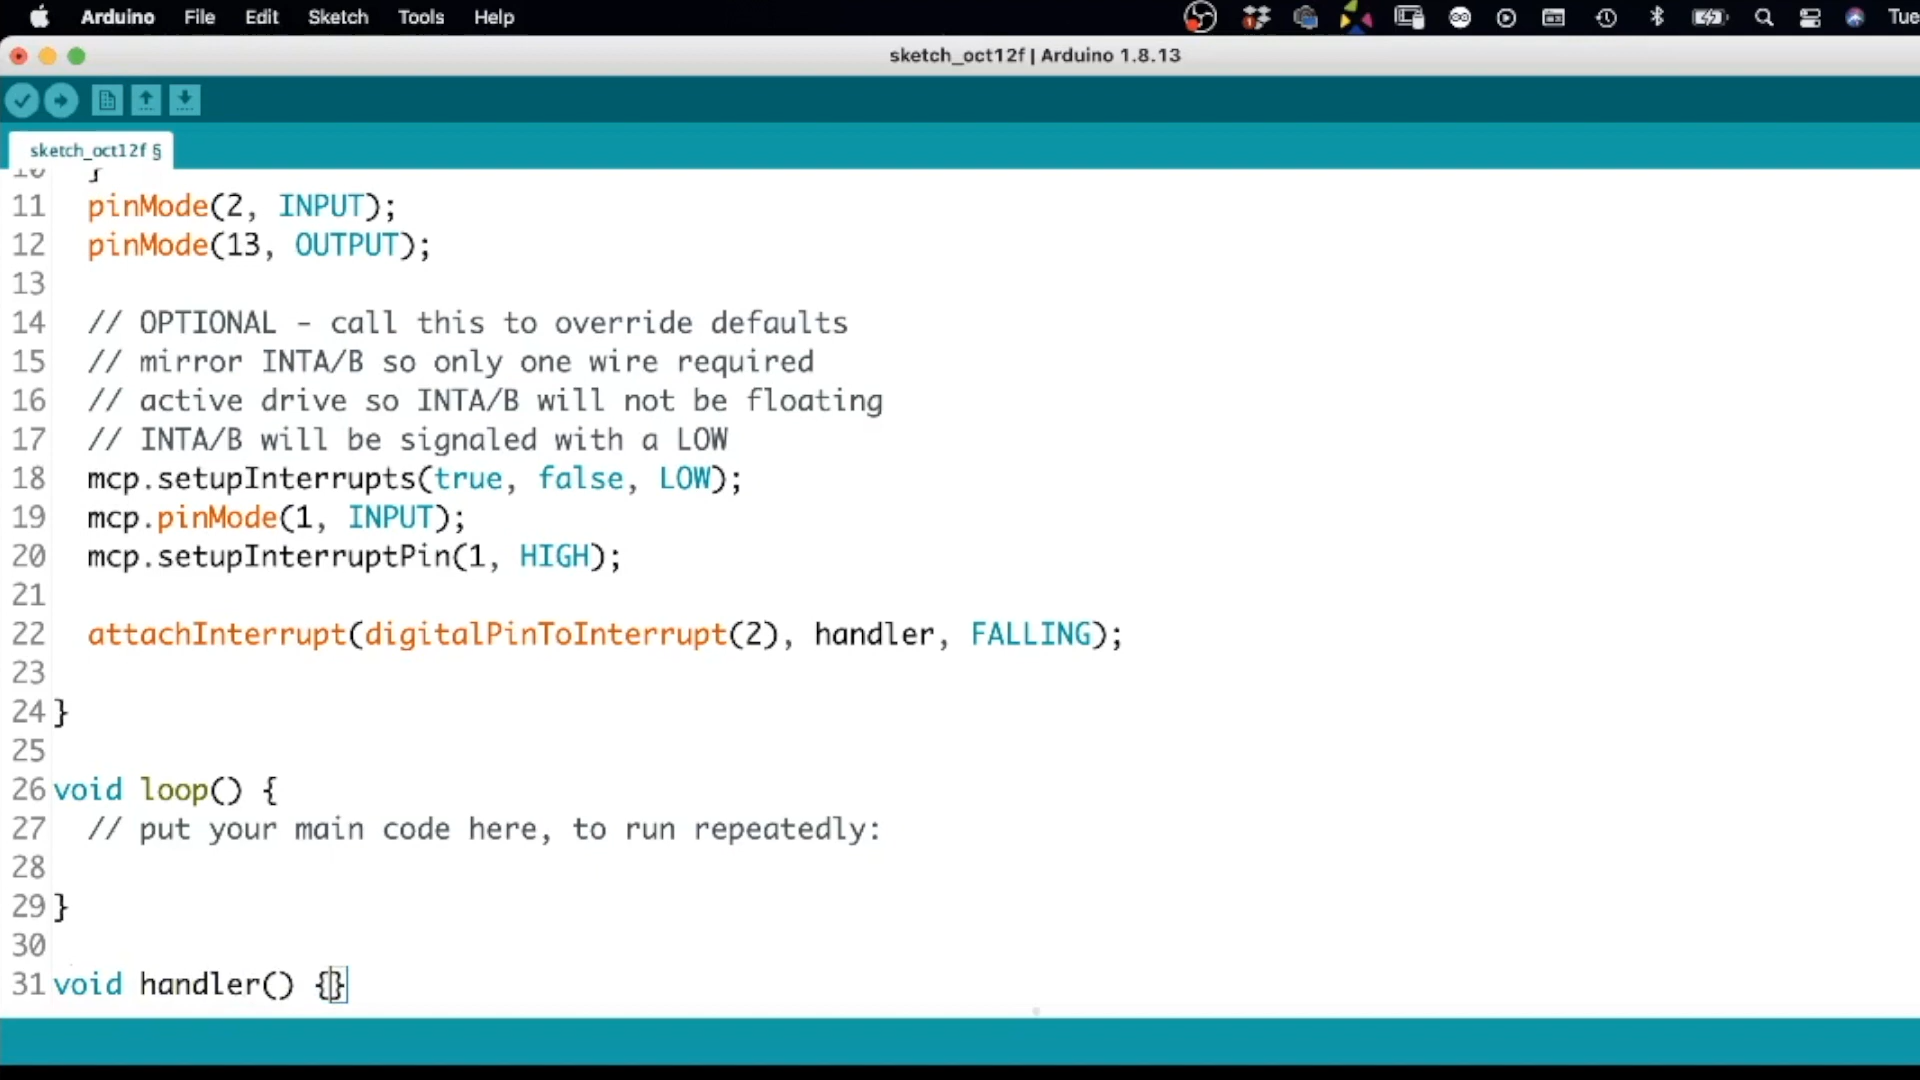 Arduino File Edit Sketch Tools Help Tue
sketch_oct12f | Arduino 1.8.13
sketch_oct12f §
10 }
11 pinMode(2, INPUT);
12 pinMode(13, OUTPUT);
13
14 // OPTIONAL - call this to override defaults
15 // mirror INTA/B so only one wire required
16 // active drive so INTA/B will not be floating
17 // INTA/B will be signaled with a LOW
18 mcp.setupInterrupts(true, false, LOW);
19 mcp.pinMode(1, INPUT);
20 mcp.setupInterruptPin(1, HIGH);
21
22 attachInterrupt(digitalPinToInterrupt(2), handler, FALLING);
23
24 }
25
26 void loop() {
27 // put your main code here, to run repeatedly:
28
29 }
30
31 void handler() {}